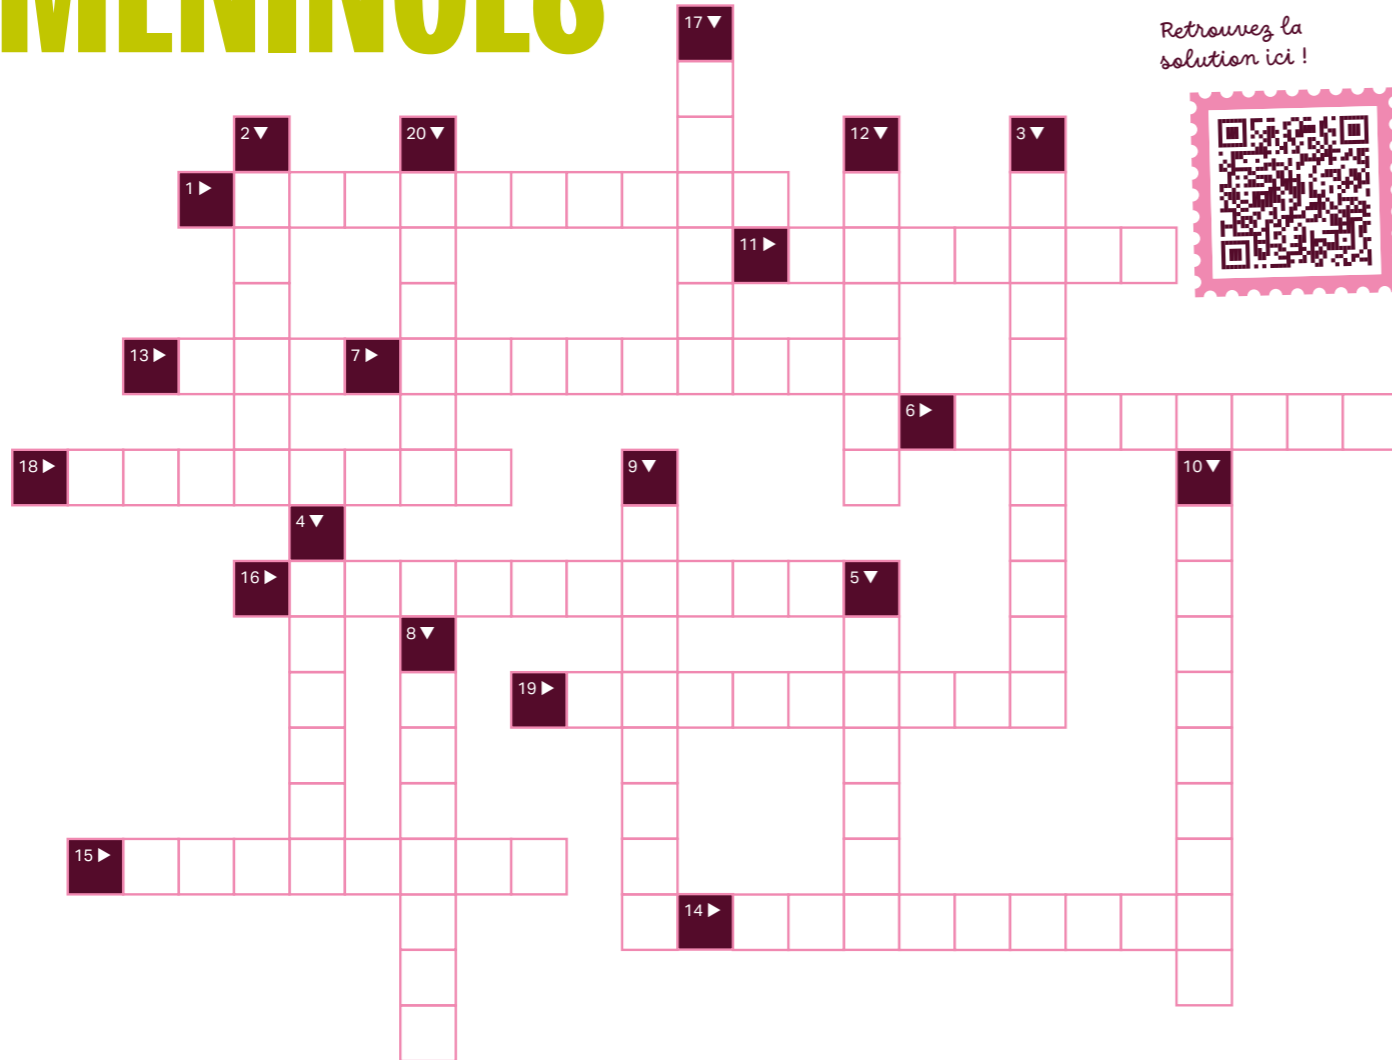 MÉNINGES
Retrouvez la
solution ici !
17▼
2▼ 20▼ 12▼ 3▼
1▶
11▶
13▶ 7▶
6▶
18▶ 9▼ 10▼
4▼
16▶ 5▼
8▼
19▶
15▶
14▶